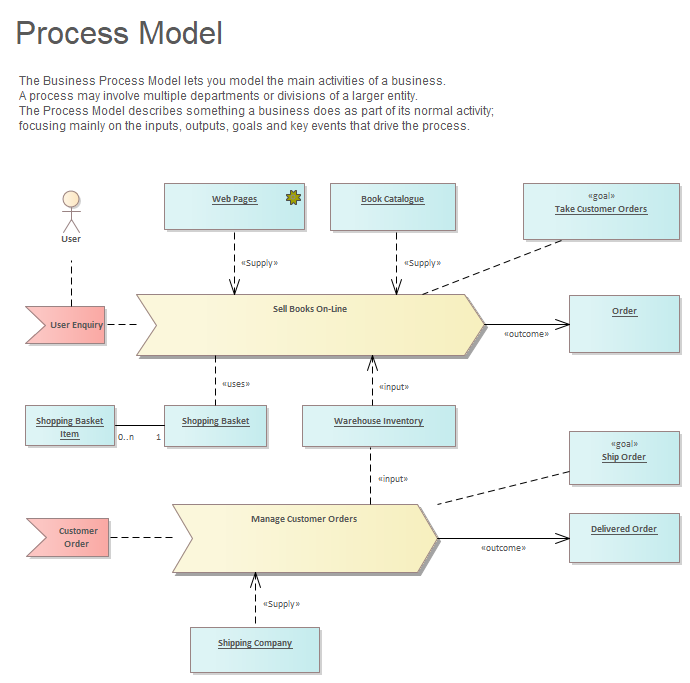 Process Model
The Business Process Model lets you model the main activities of a business.
A process may involve multiple departments or divisions of a larger entity.
The Process Model describes something a business does as part of its normal activity;
focusing mainly on the inputs, outputs, goals and key events that drive the process.
User
Web Pages
Book Catalogue
«goal»
Take Customer Orders
«Supply»
«Supply»
User Enquiry
Sell Books On-Line
Order
«outcome»
«uses»
«input»
Shopping Basket
Item
0..n
1
Shopping Basket
Warehouse Inventory
«goal»
Ship Order
«input»
Customer
Order
Manage Customer Orders
Delivered Order
«outcome»
«Supply»
Shipping Company